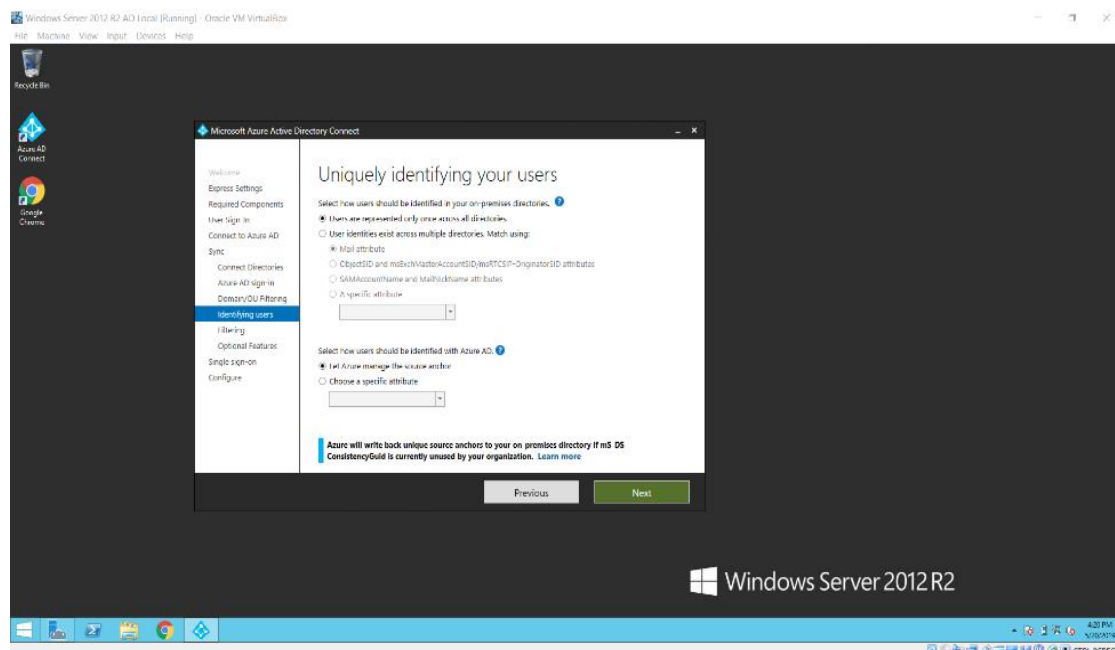 Windows Server 2012 R2 AD Local [Running] - Oracle VM VirtualBox
File Machine View Input Devices Help
Recycle Bin
Azure AD
Connect
Google
Chrome
Microsoft Azure Active Directory Connect
Welcome
Express Settings
Required Components
User Sign-In
Connect to Azure AD
Sync
Connect Directories
Azure AD sign-in
Domain/OU Filtering
Identifying users
Filtering
Optional Features
Single sign-on
Configure
Uniquely identifying your users
Select how users should be identified in your on-premises directories. ?
Users are represented only once across all directories.
User identities exist across multiple directories. Match using:
Mail attribute
ObjectSID and msExchMasterAccountSID/msRTCSIP-OriginatorSID attributes
SAMAccountName and MailNickName attributes
A specific attribute
Select how users should be identified with Azure AD. ?
Let Azure manage the source anchor
Choose a specific attribute
Azure will write back unique source anchors to your on-premises directory if mS-DS-
ConsistencyGuid is currently unused by your organization. Learn more
Previous
Next
Windows Server 2012 R2
4:20 PM
5/20/2019